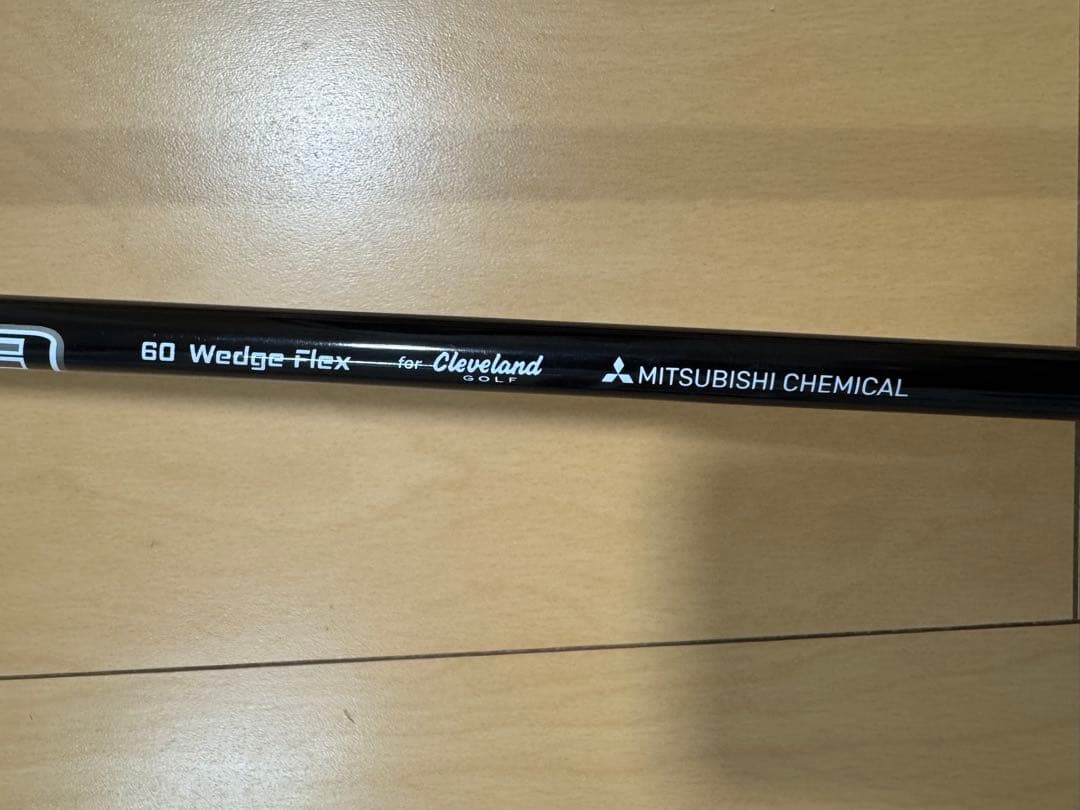 60 Wedge Flex for Cleveland GOLF MITSUBISHI CHEMICAL